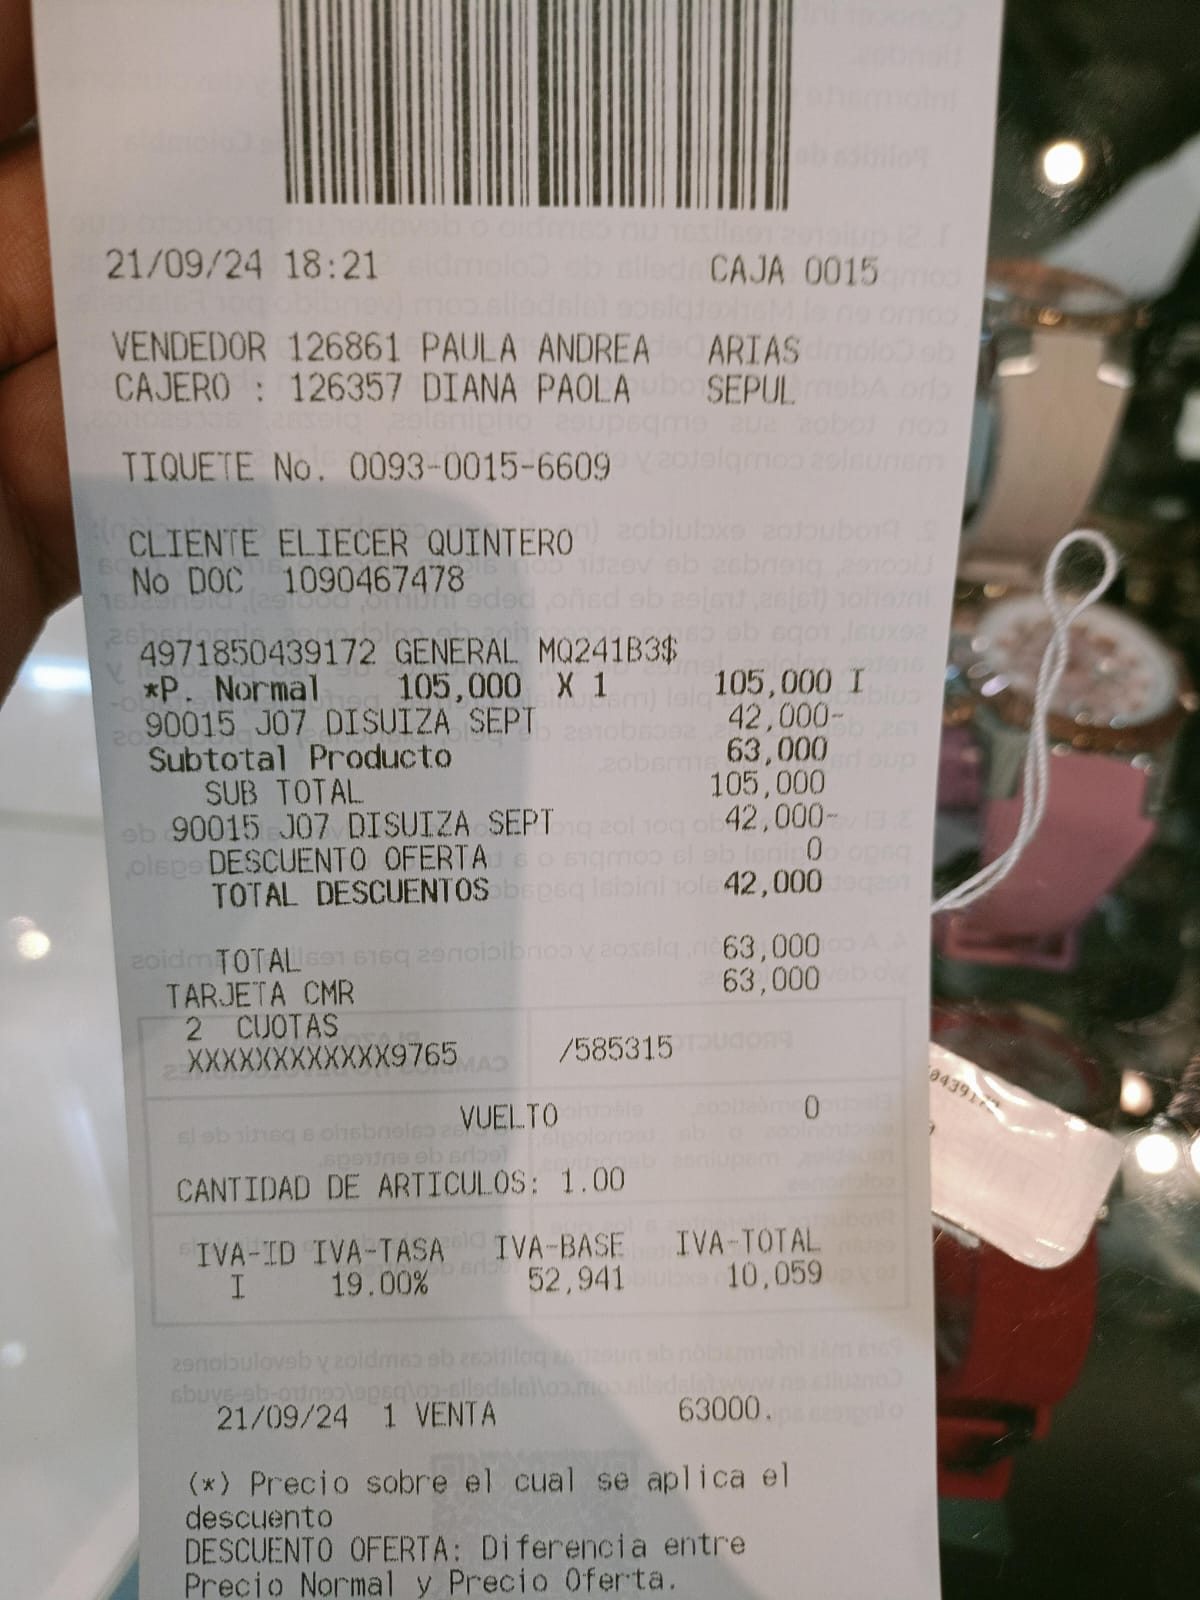 21/09/24 18:21 CAJA 0015
VENDEDOR 126861 PAULA ANDREA ARIAS
CAJERO : 126357 DIANA PAOLA SEPUL
TIQUETE No. 0093-0015-6609
CLIENTE ELIECER QUINTERO
No DOC 1090467478
4971850439172 GENERAL MQ241B3$
*P. Normal 105,000 X 1 105,000 I
90015 J07 DISUIZA SEPT 42,000-
Subtotal Producto 63,000
SUB TOTAL 105,000
90015 J07 DISUIZA SEPT 42,000-
DESCUENTO OFERTA 0
TOTAL DESCUENTOS 42,000
TOTAL 63,000
TARJETA CMR 63,000
2 CUOTAS
XXXXXXXXXXXX9765 /585315
VUELTO 0
CANTIDAD DE ARTICULOS: 1.00
IVA-ID IVA-TASA IVA-BASE IVA-TOTAL
I 19.00% 52,941 10,059
21/09/24 1 VENTA 63000.
(*) Precio sobre el cual se aplica el
descuento
DESCUENTO OFERTA: Diferencia entre
Precio Normal y Precio Oferta.